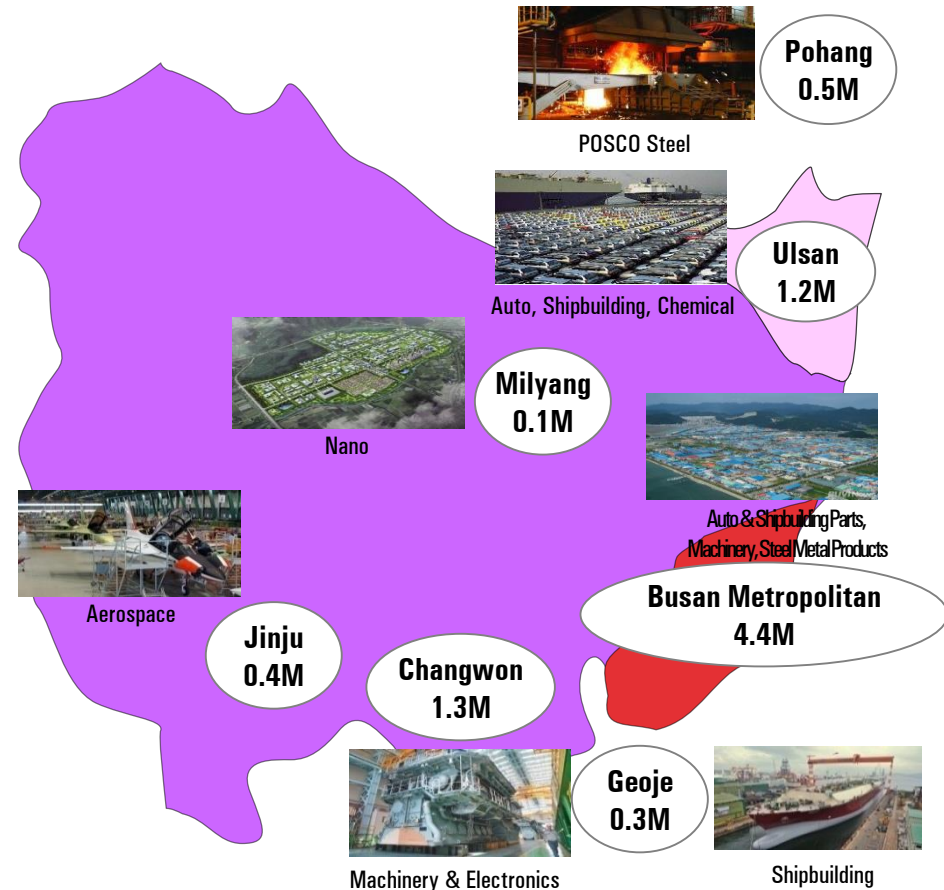 Pohang
0.5M
POSCO Steel
Ulsan
1.2M
Auto, Shipbuilding, Chemical
Milyang
0.1M
Nano
Auto & Shipbuilding Parts,
Machinery, Steel Metal Products
Aerospace
Busan Metropolitan
4.4M
Jinju
0.4M
Changwon
1.3M
Geoje
0.3M
Machinery & Electronics
Shipbuilding